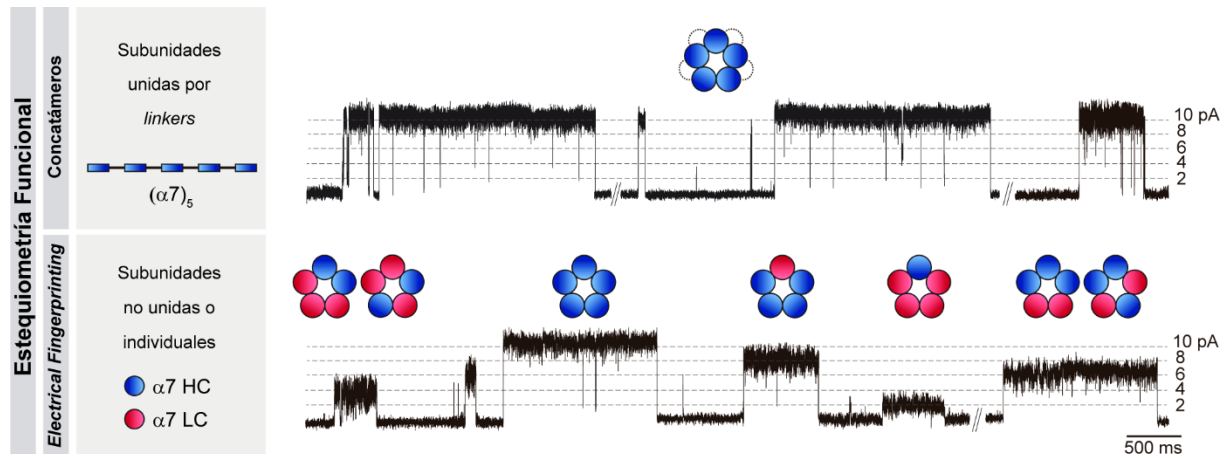 Estequiometría Funcional
Concatámeros
Subunidades
unidas por
linkers
(α7)5
10 pA
8
6
4
2
Electrical Fingerprinting
Subunidades
no unidas o
individuales
α7 HC
α7 LC
10 pA
8
6
4
2
500 ms